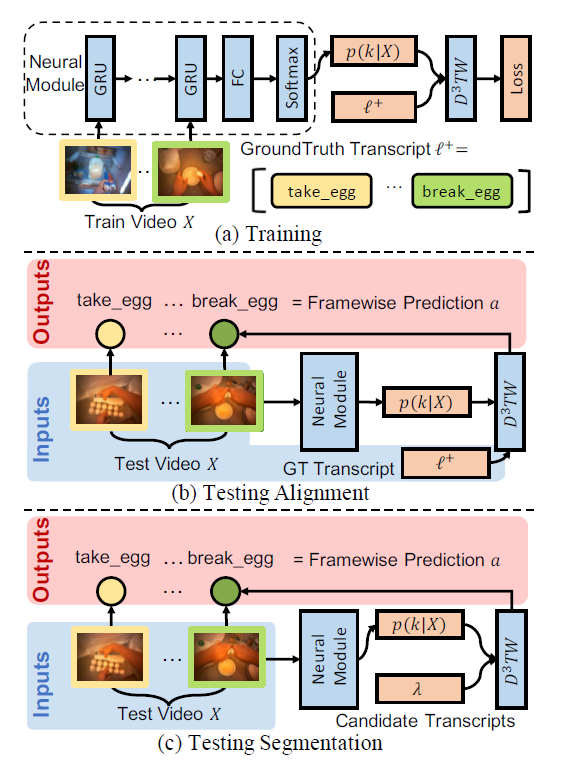 Neural
Module
GRU
...
GRU
FC
Softmax
p(k|X)
ℓ+
D³TW
Loss
GroundTruth Transcript ℓ+=
take_egg ... break_egg
Train Video X
(a) Training
Outputs
take_egg ... break_egg = Framewise Prediction a
...
Inputs
...
Test Video X
Neural
Module
p(k|X)
D³TW
GT Transcript ℓ+
(b) Testing Alignment
Outputs
take_egg ... break_egg = Framewise Prediction a
...
Inputs
...
Test Video X
Neural
Module
p(k|X)
λ
D³TW
Candidate Transcripts
(c) Testing Segmentation